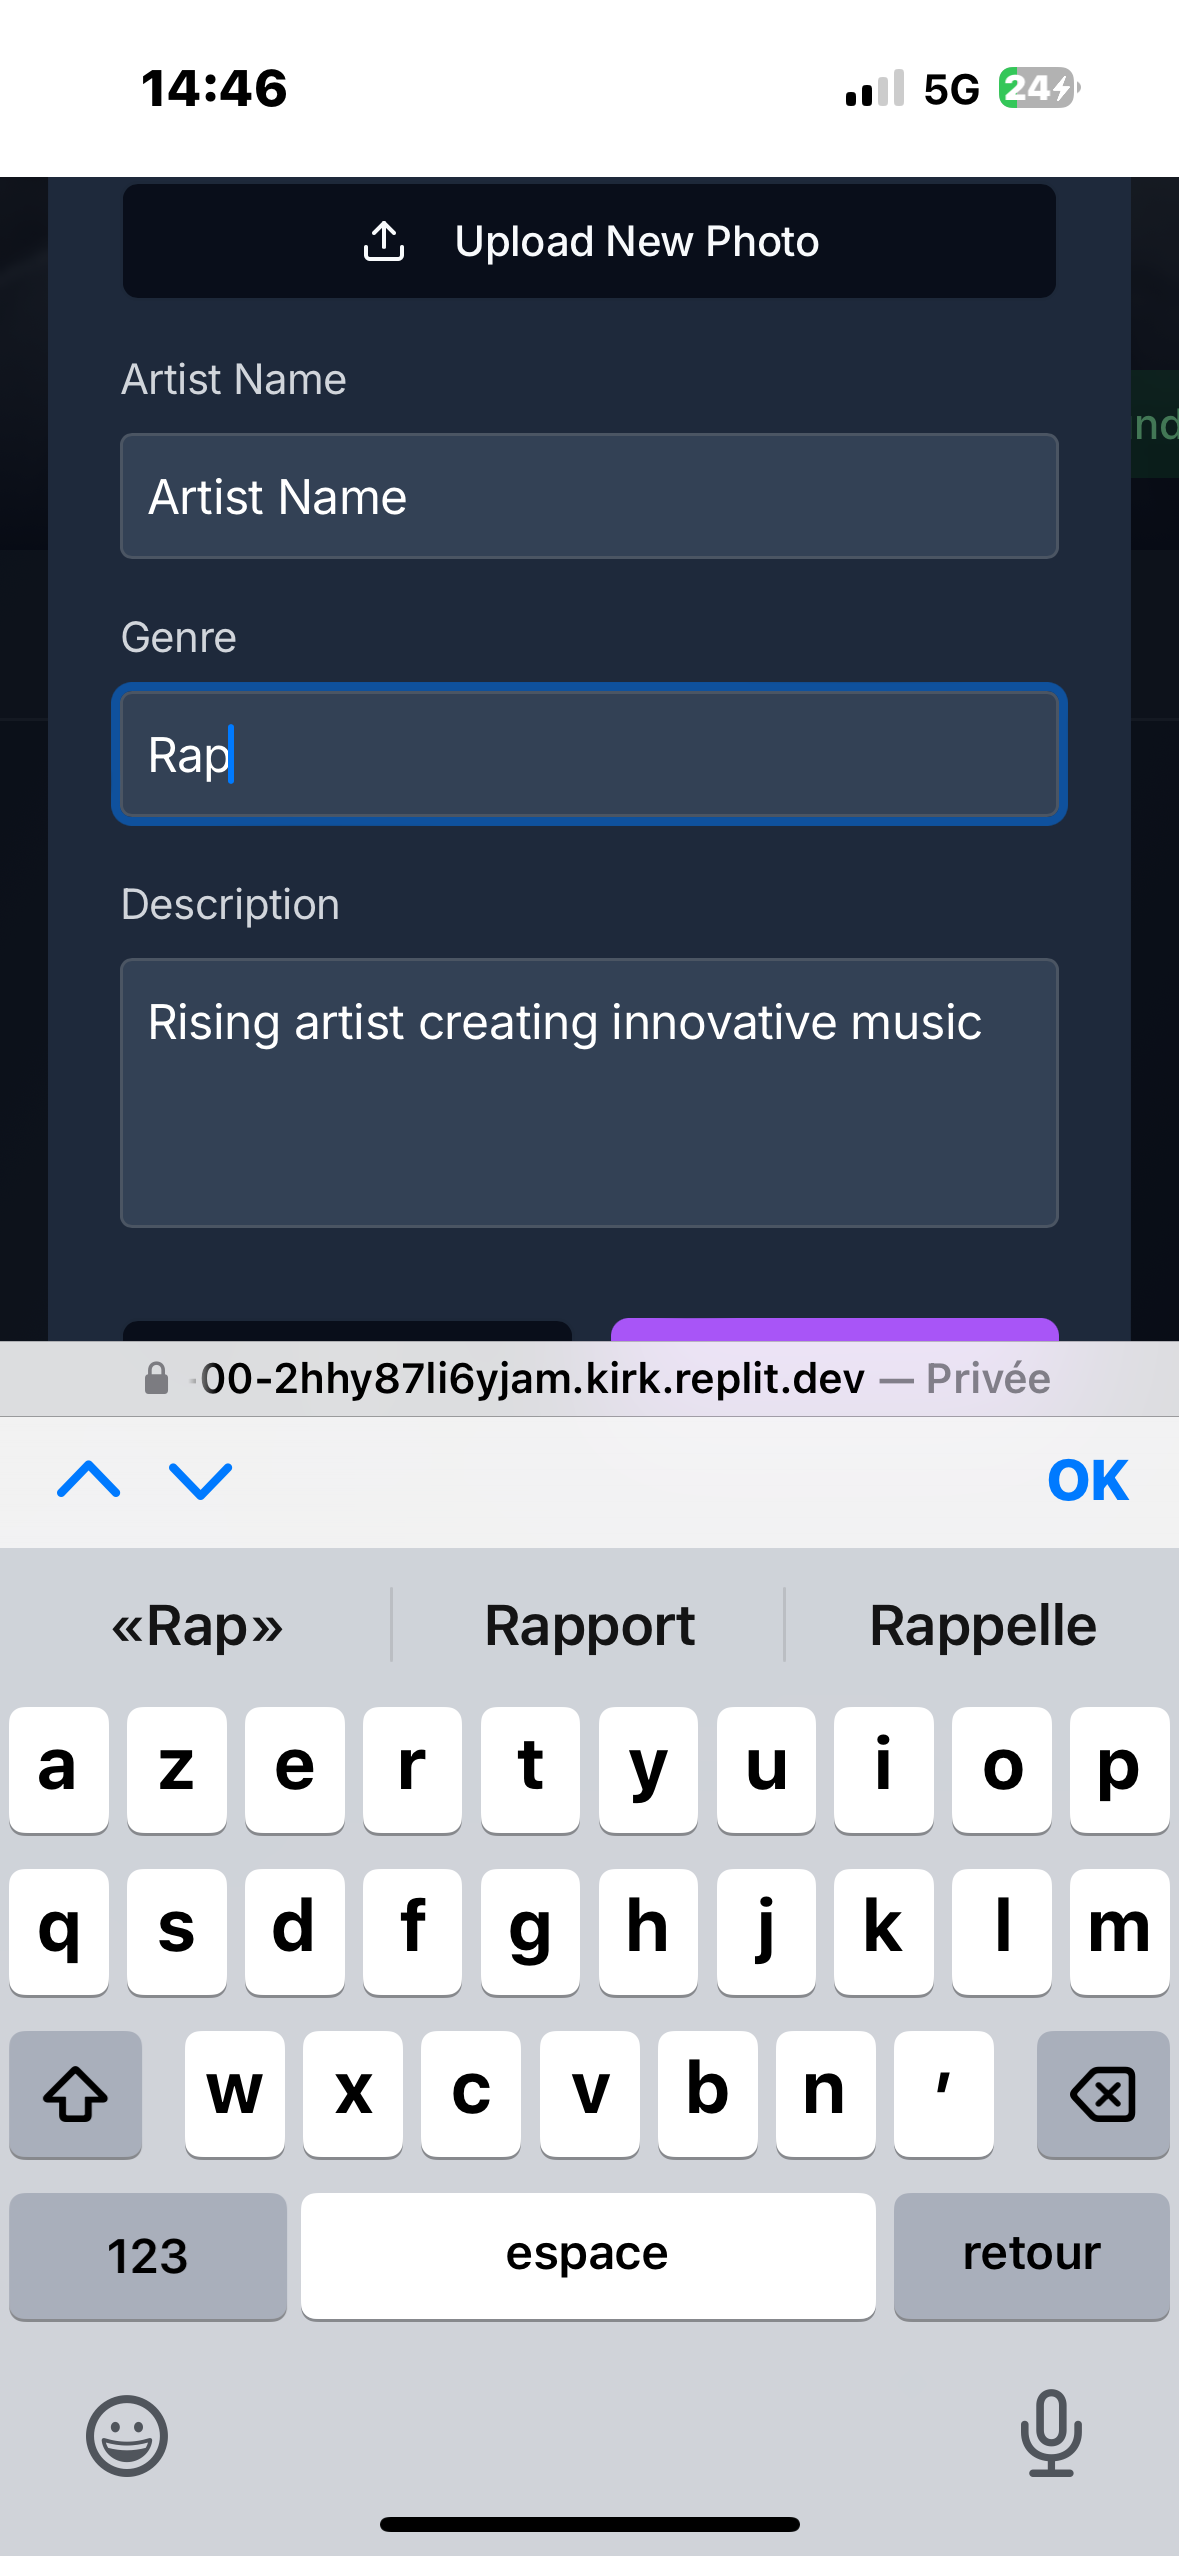 14:46
5G
24
Upload New Photo
Artist Name
Artist Name
Genre
Rap
Description
Rising artist creating innovative music
00-2hhy87li6yjam.kirk.replit.dev — Privée
OK
«Rap» Rapport Rappelle
a z e r t y u i o p
q s d f g h j k l m
w x c v b n ’
123 espace retour